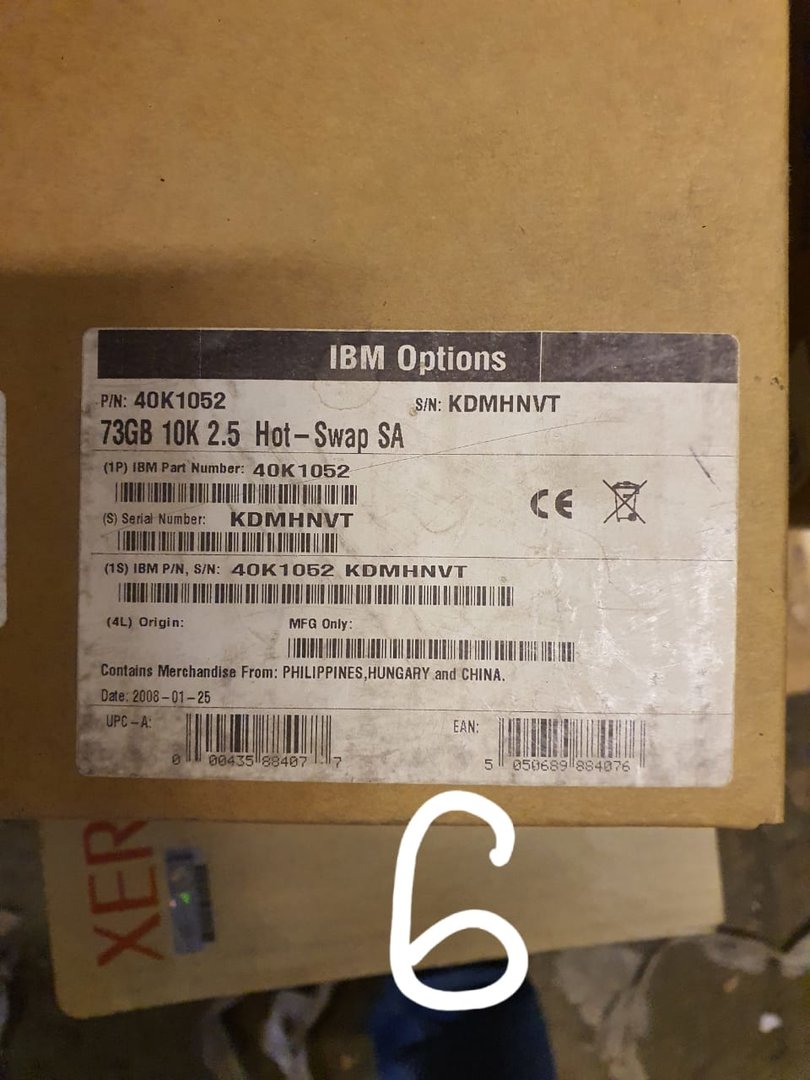 IBM Options
P/N: 40K1052 S/N: KDMHNVT
73GB 10K 2.5 Hot-Swap SA
(1P) IBM Part Number: 40K1052
(S) Serial Number: KDMHNVT
(1S) IBM P/N, S/N: 40K1052 KDMHNVT
(4L) Origin: MFG Only:
Contains Merchandise From: PHILIPPINES,HUNGARY and CHINA.
Date: 2008-01-25
UPC-A: EAN:
0 00435 88407 7 5 050689 884076
XER
6